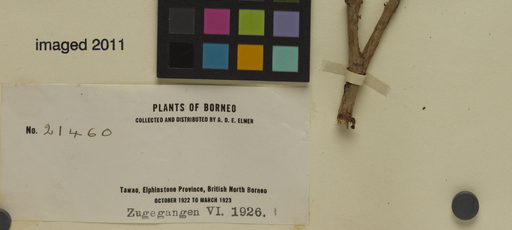 imaged 2011
PLANTS OF BORNEO
COLLECTED AND DISTRIBUTED BY A. D. E. ELMER
No. 21460
Tawao, Elphinstone Province, British North Borneo
OCTOBER 1922 TO MARCH 1923
Zugegangen VI. 1926.